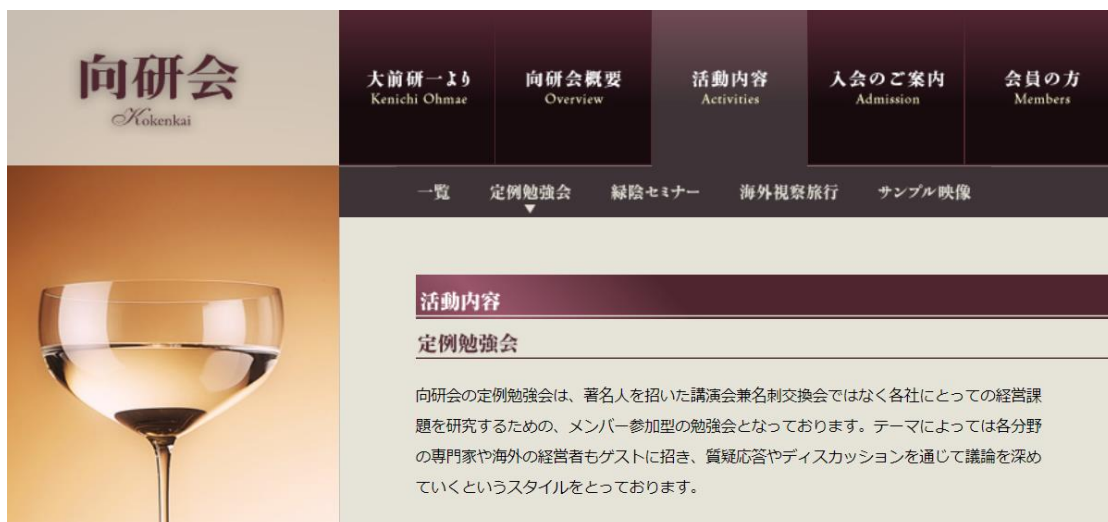 向研会
Kokenkai
大前研一より
Kenichi Ohmae
向研会概要
Overview
活動内容
Activities
入会のご案内
Admission
会員の方
Members
一覧
定例勉強会
緑陰セミナー
海外視察旅行
サンプル映像
活動内容
定例勉強会
向研会の定例勉強会は、著名人を招いた講演会兼名刺交換会ではなく各社にとっての経営課
題を研究するための、メンバー参加型の勉強会となっております。テーマによっては各分野
の専門家や海外の経営者もゲストに招き、質疑応答やディスカッションを通じて議論を深め
ていくというスタイルをとっております。